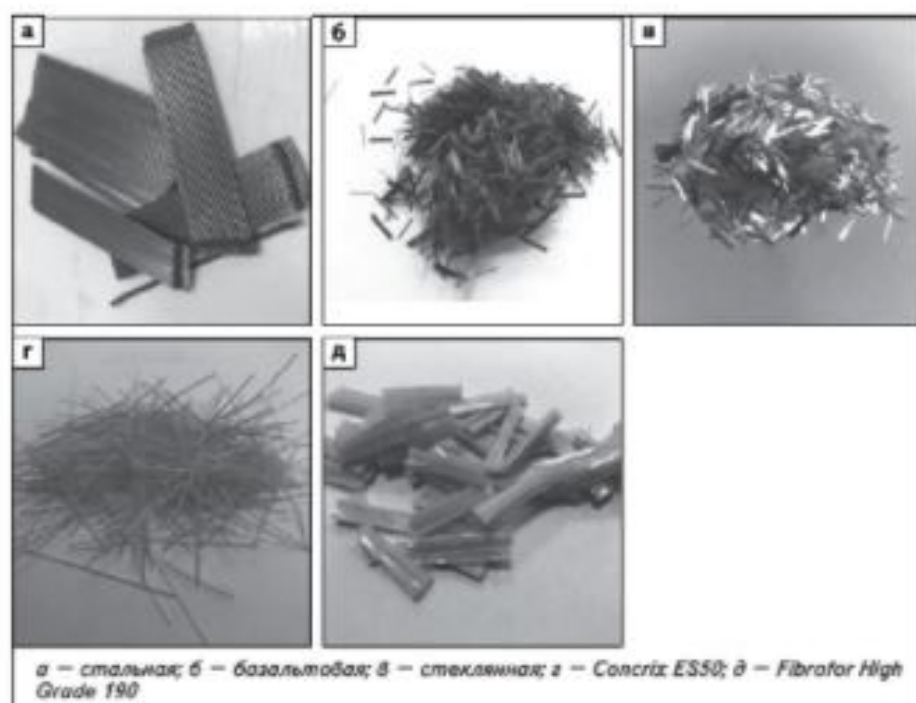 а
б
в
г
д
а — стальная; б — базальтовая; в — стеклянная; г — Concrix ES50; д — Fibrofor High
Grade 190